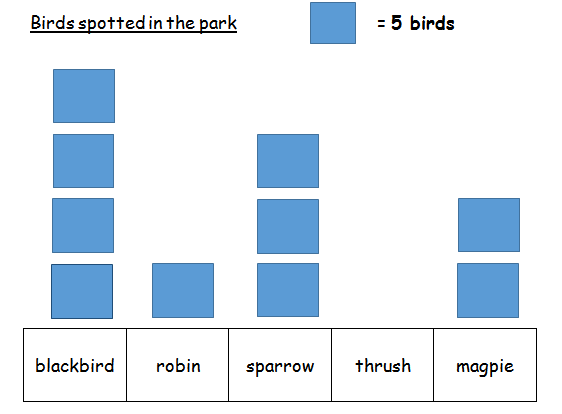 Birds spotted in the park = 5 birds
blackbird robin sparrow thrush magpie